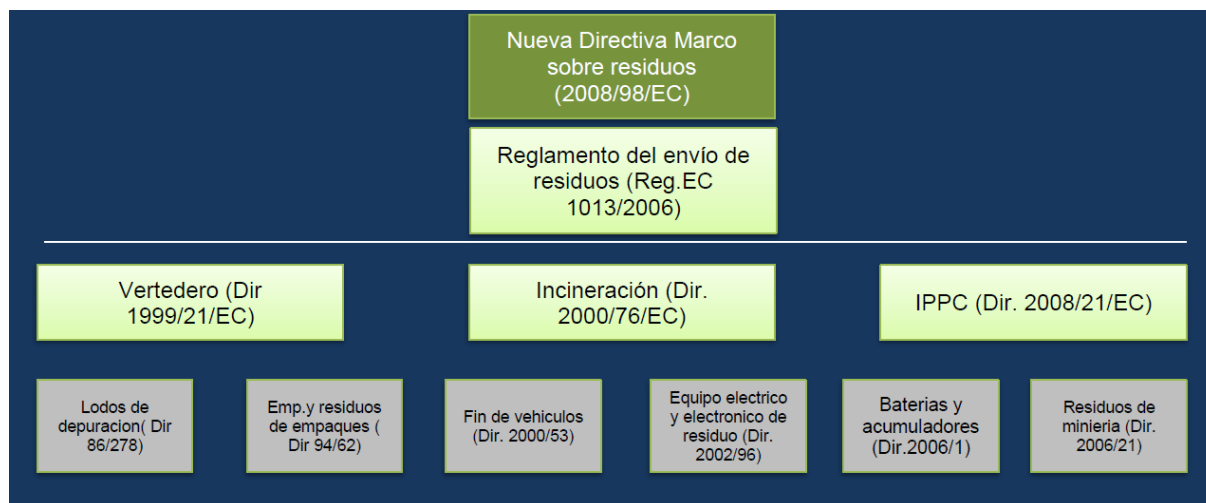 Nueva Directiva Marco
sobre residuos
(2008/98/EC)
Reglamento del envío de
residuos (Reg.EC
1013/2006)
Vertedero (Dir
1999/21/EC)
Incineración (Dir.
2000/76/EC)
IPPC (Dir. 2008/21/EC)
Lodos de
depuracion( Dir
86/278)
Emp.y residuos
de empaques (
Dir 94/62)
Fin de vehiculos
(Dir. 2000/53)
Equipo electrico
y electronico de
residuo (Dir.
2002/96)
Baterias y
acumuladores
(Dir.2006/1)
Residuos de
minieria (Dir.
2006/21)